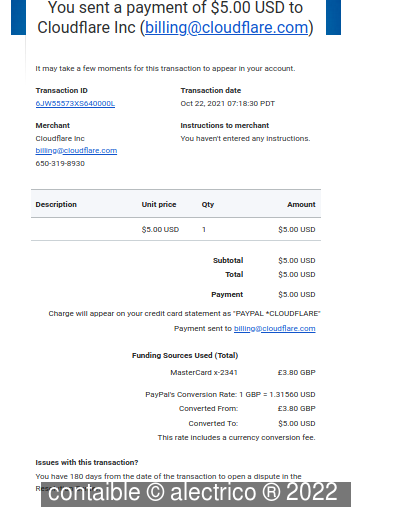 You sent a payment of $5.00 USD to
Cloudflare Inc (billing@cloudflare.com)
It may take a few moments for this transaction to appear in your account.
Transaction ID
Transaction date
6JW55573XS640000L
Oct 22, 2021 07:18:30 PDT
Merchant
Instructions to merchant
Cloudflare Inc
You haven't entered any instructions.
billing@cloudflare.com
650-319-8930
Description Unit price Qty Amount
$5.00 USD 1 $5.00 USD
Subtotal $5.00 USD
Total $5.00 USD
Payment $5.00 USD
Charge will appear on your credit card statement as "PAYPAL *CLOUDFLARE"
Payment sent to billing@cloudflare.com
Funding Sources Used (Total)
MasterCard x-2341 £3.80 GBP
PayPal's Conversion Rate: 1 GBP = 1.31560 USD
Converted From: £3.80 GBP
Converted To: $5.00 USD
This rate includes a currency conversion fee.
Issues with this transaction?
You have 180 days from the date of the transaction to open a dispute in the
contaible © alectrico ® 2022